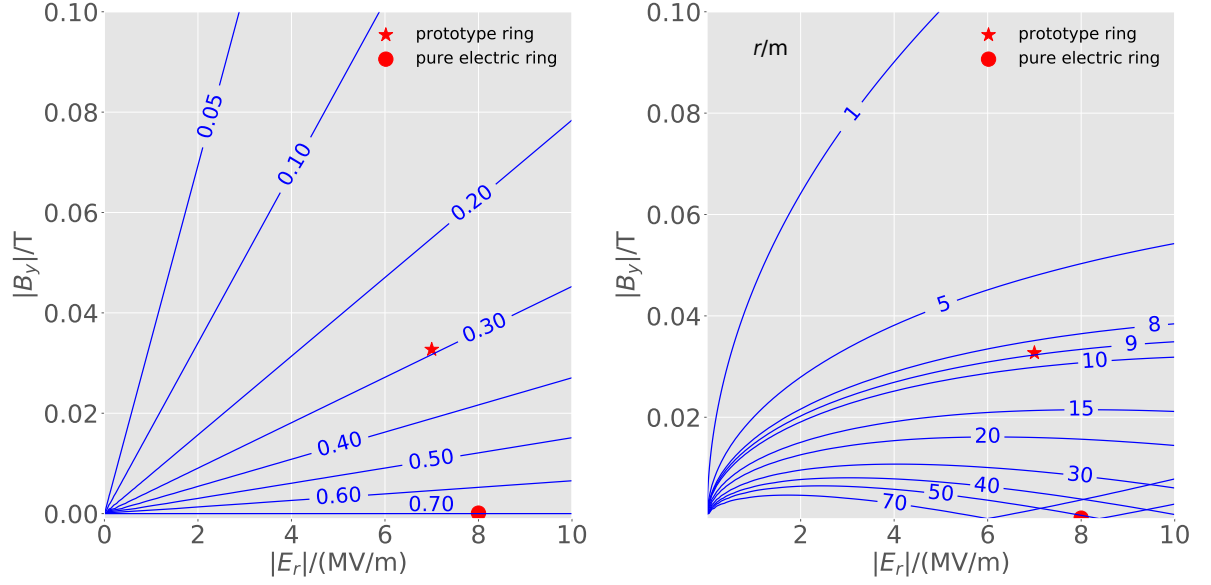 prototype ring
pure electric ring
0.10
0.08
0.06
0.04
0.02
0.00
|B_y|/T
0.05
0.10
0.20
0.30
0.40
0.50
0.60
0.70
0 2 4 6 8 10
|E_r|/(MV/m)
r/m
prototype ring
pure electric ring
0.10
0.08
0.06
0.04
0.02
|B_y|/T
1
5
8
9
10
15
20
30
40
50
70
2 4 6 8 10
|E_r|/(MV/m)